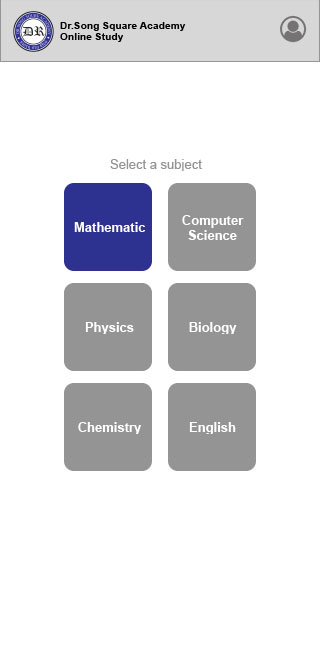 Dr.Song Square Academy
Online Study
DR
Select a subject
Mathematic
Computer
Science
Physics
Biology
Chemistry
English